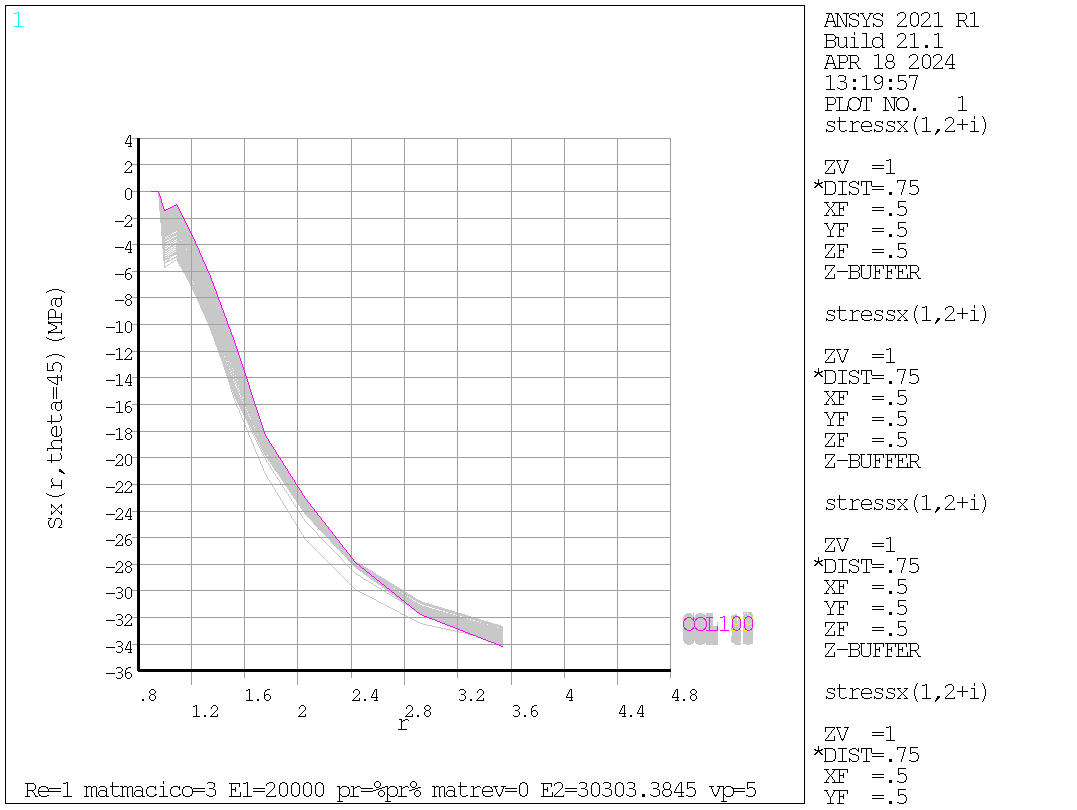 1
ANSYS 2021 R1
Build 21.1
APR 18 2024
13:19:57
PLOT NO. 1
stressx(1,2+i)
ZV =1
*DIST=.75
XF =.5
YF =.5
ZF =.5
Z-BUFFER
stressx(1,2+i)
ZV =1
*DIST=.75
XF =.5
YF =.5
ZF =.5
Z-BUFFER
stressx(1,2+i)
ZV =1
*DIST=.75
XF =.5
YF =.5
ZF =.5
Z-BUFFER
stressx(1,2+i)
ZV =1
*DIST=.75
XF =.5
YF =.5
4
2
0
-2
-4
-6
-8
-10
-12
-14
-16
-18
-20
-22
-24
-26
-28
-30
-32
-34
-36
Sx(r,theta=45)(MPa)
COL100
.8 1.6 2.4 3.2 4 4.8
1.2 2 2.8 3.6 4.4
r
Re=1 matmacico=3 E1=20000 pr=%pr% matrev=0 E2=30303.3845 vp=5